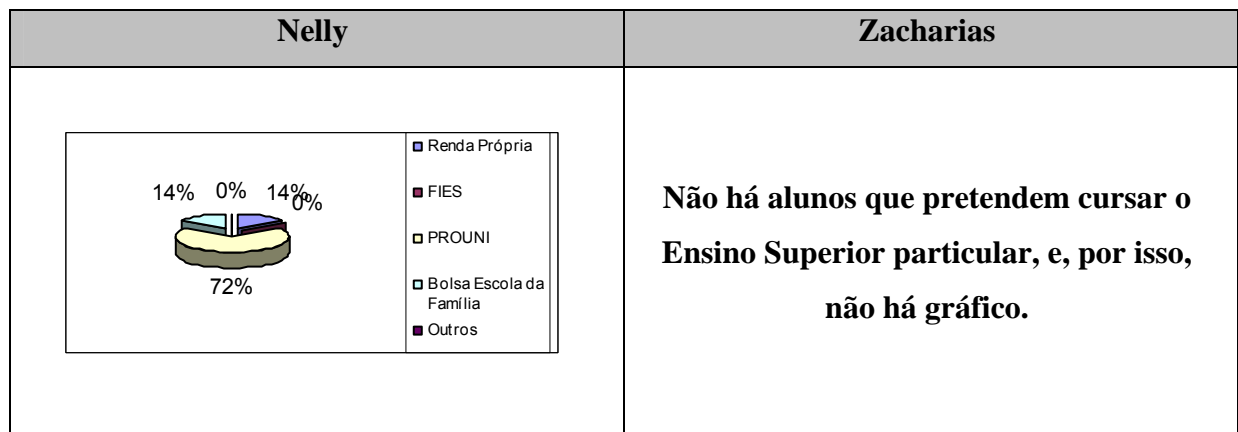 Nelly
Zacharias
14%
0%
14%
0%
72%
Renda Própria
FIES
PROUNI
Bolsa Escola da
Família
Outros
Não há alunos que pretendem cursar o
Ensino Superior particular, e, por isso,
não há gráfico.